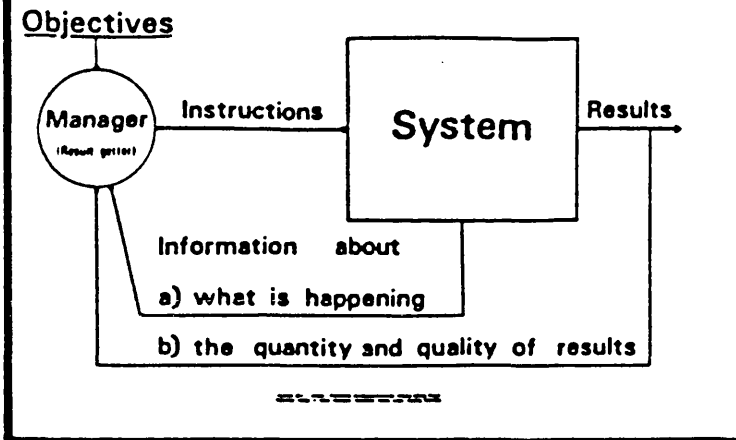 Objectives
Manager
(Result getter)
Instructions
System
Results
Information about
a) what is happening
b) the quantity and quality of results